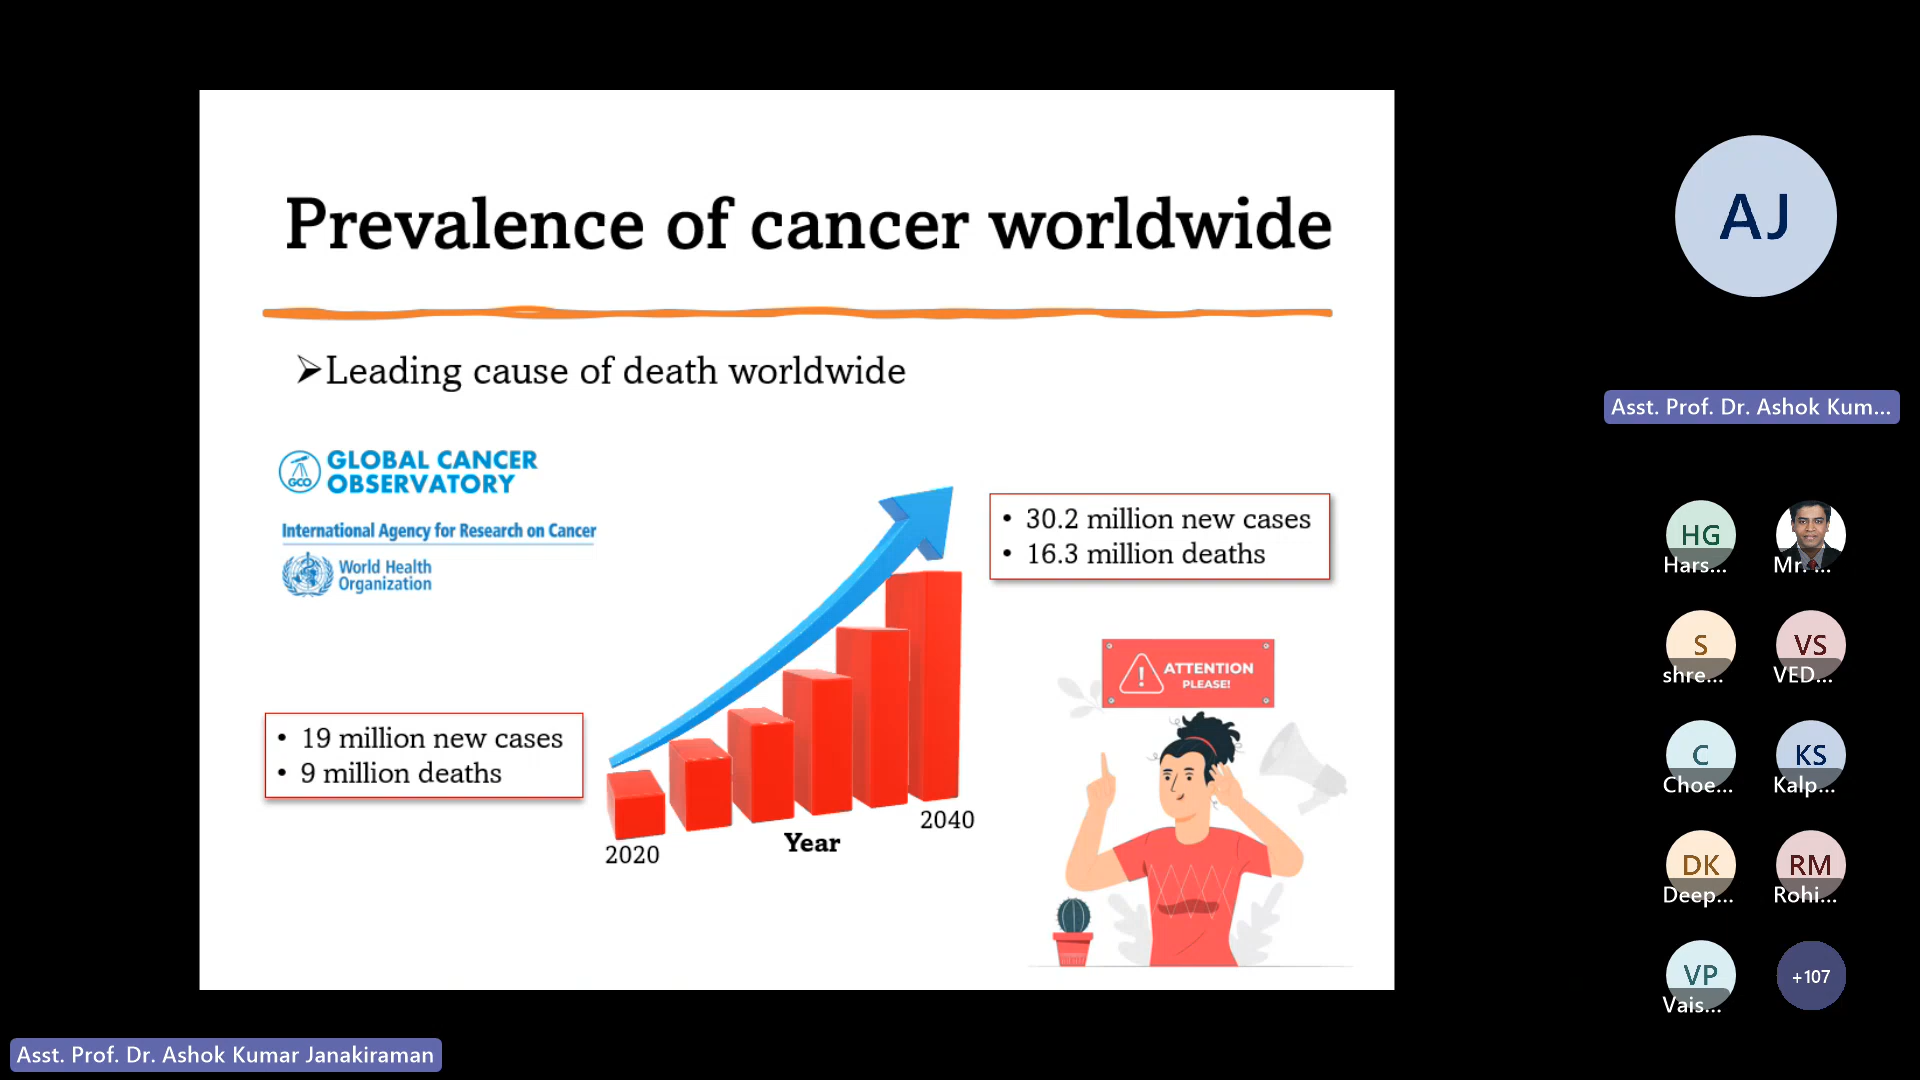 Prevalence of cancer worldwide
➢Leading cause of death worldwide
GCO
GLOBAL CANCER
OBSERVATORY
International Agency for Research on Cancer
World Health
Organization
• 30.2 million new cases
• 16.3 million deaths
ATTENTION
PLEASE!
• 19 million new cases
• 9 million deaths
2020
Year
2040
AJ
Asst. Prof. Dr. Ashok Kum...
HG
Hars...
Mr. ...
S
shre...
VS
VED...
C
Choe...
KS
Kalp...
DK
Deep...
RM
Rohi...
VP
Vais...
+107
Asst. Prof. Dr. Ashok Kumar Janakiraman